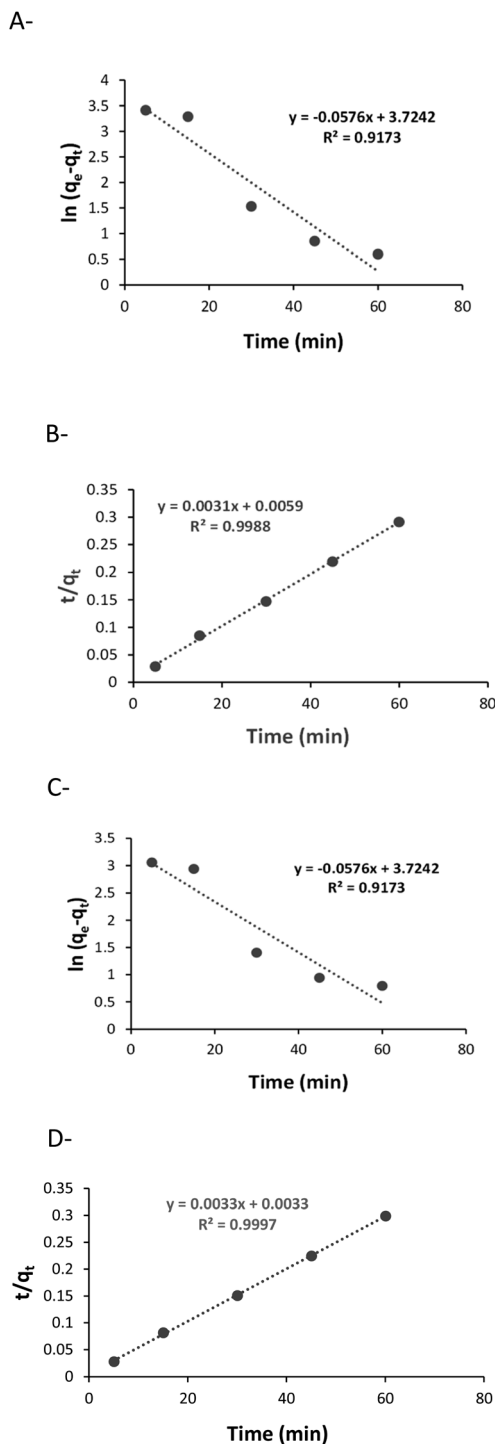 A-
4
3.5
3
2.5
2
1.5
1
0.5
0
ln (qe-qt)
y = -0.0576x + 3.7242
R² = 0.9173
0 20 40 60 80
Time (min)
B-
0.35
0.3
0.25
0.2
0.15
0.1
0.05
0
t/qt
y = 0.0031x + 0.0059
R² = 0.9988
0 20 40 60 80
Time (min)
C-
3.5
3
2.5
2
1.5
1
0.5
0
ln (qe-qt)
y = -0.0576x + 3.7242
R² = 0.9173
0 20 40 60 80
Time (min)
D-
0.35
0.3
0.25
0.2
0.15
0.1
0.05
0
t/qt
y = 0.0033x + 0.0033
R² = 0.9997
0 20 40 60 80
Time (min)